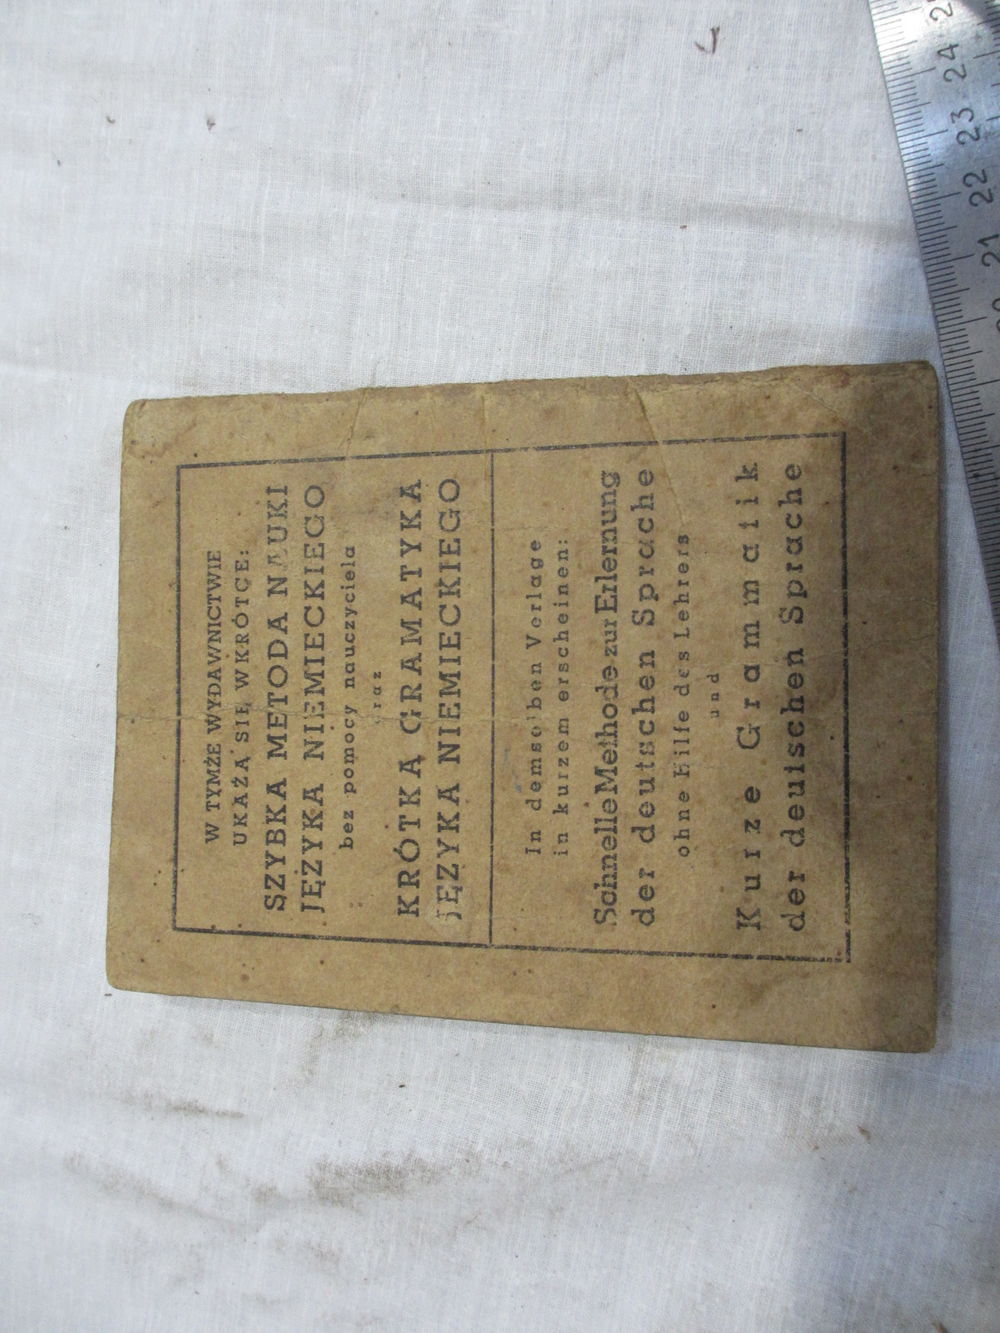 W TYMŻE WYDAWNICTWIE
UKAŻĄ SIĘ WKRÓTCE:
SZYBKA METODA NAUKI
JĘZYKA NIEMIECKIEGO
bez pomocy nauczyciela
oraz
KRÓTKA GRAMATYKA
JĘZYKA NIEMIECKIEGO
In demselben Verlage
in kurzem erscheinen:
Schnelle Methode zur Erlernung
der deutschen Sprache
ohne Hilfe des Lehrers
und
Kurze Grammatik
der deutschen Sprache
21
22
23
24